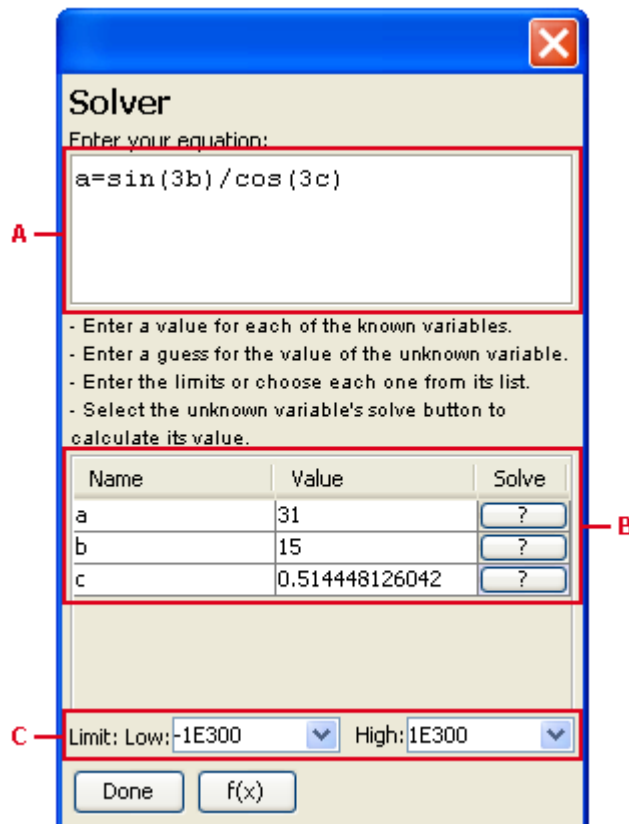 Solver
Enter your equation:
a=sin(3b)/cos(3c)
A
- Enter a value for each of the known variables.
- Enter a guess for the value of the unknown variable.
- Enter the limits or choose each one from its list.
- Select the unknown variable's solve button to
calculate its value.
Name Value Solve
a 31 ?
b 15 ?
B
c 0.514448126042 ?
C
Limit: Low: -1E300 High: 1E300
Done f(x)